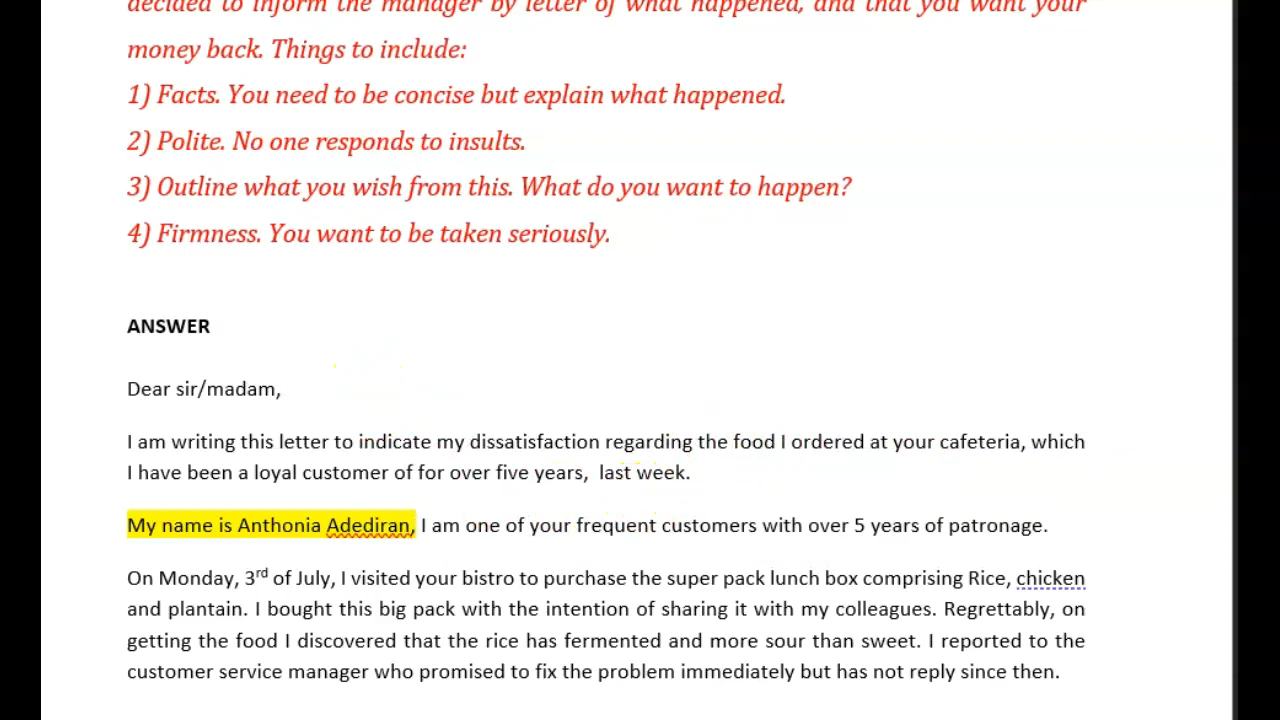 decided to inform the manager by letter of what happened, and that you want your
money back. Things to include:
1) Facts. You need to be concise but explain what happened.
2) Polite. No one responds to insults.
3) Outline what you wish from this. What do you want to happen?
4) Firmness. You want to be taken seriously.
ANSWER
Dear sir/madam,
I am writing this letter to indicate my dissatisfaction regarding the food I ordered at your cafeteria, which
I have been a loyal customer of for over five years,  last week.
My name is Anthonia Adediran, I am one of your frequent customers with over 5 years of patronage.
On Monday, 3rd of July, I visited your bistro to purchase the super pack lunch box comprising Rice, chicken
and plantain. I bought this big pack with the intention of sharing it with my colleagues. Regrettably, on
getting the food I discovered that the rice has fermented and more sour than sweet. I reported to the
customer service manager who promised to fix the problem immediately but has not reply since then.